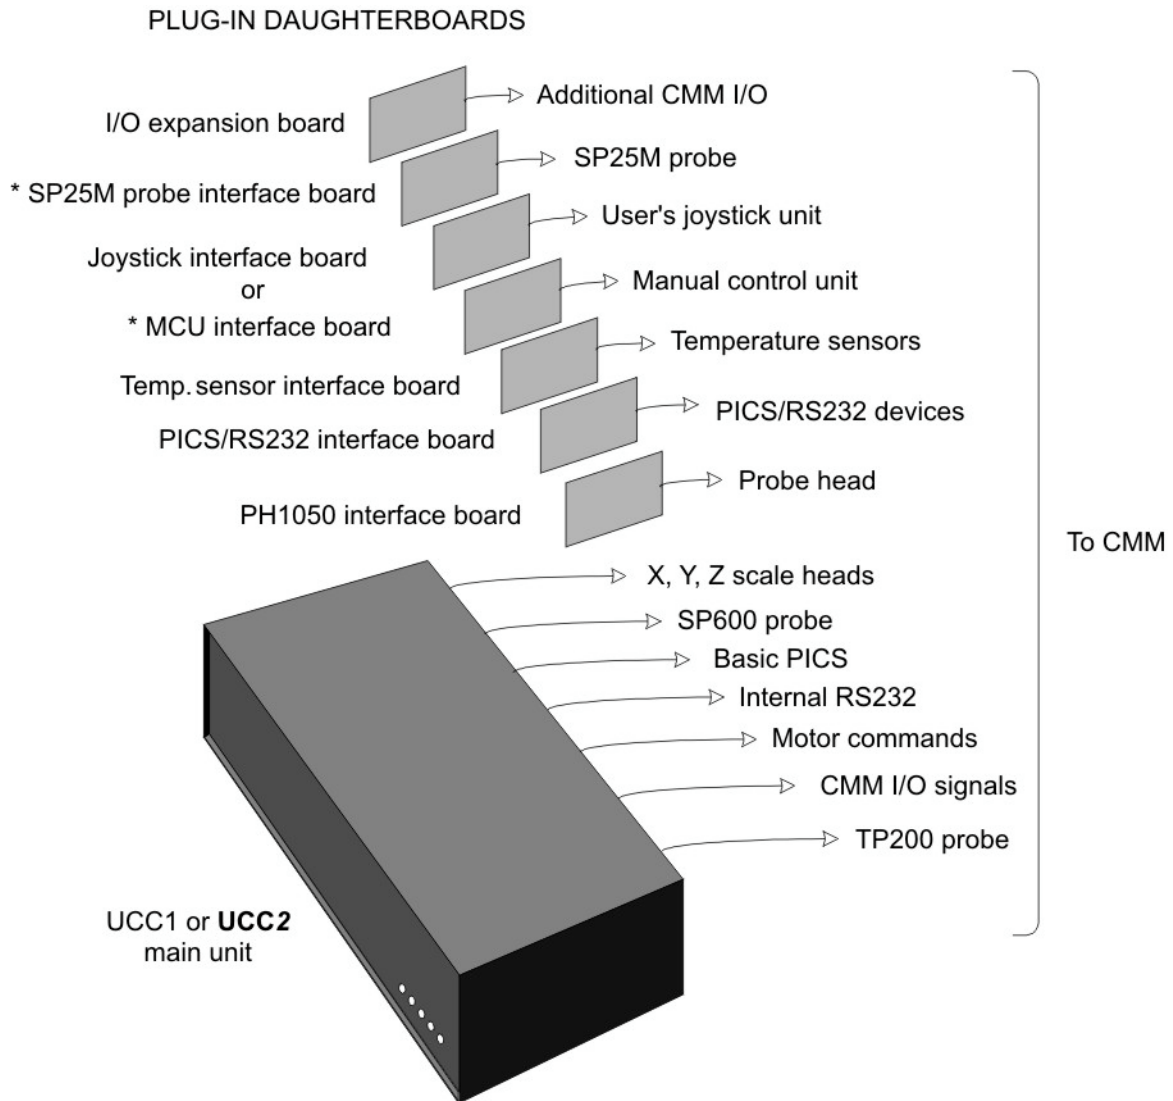 PLUG-IN DAUGHTERBOARDS
I/O expansion board
Additional CMM I/O
* SP25M probe interface board
SP25M probe
Joystick interface board
or
* MCU interface board
User's joystick unit
Manual control unit
Temp. sensor interface board
Temperature sensors
PICS/RS232 interface board
PICS/RS232 devices
PH1050 interface board
Probe head
To CMM
X, Y, Z scale heads
SP600 probe
Basic PICS
Internal RS232
Motor commands
CMM I/O signals
TP200 probe
UCC1 or UCC2
main unit